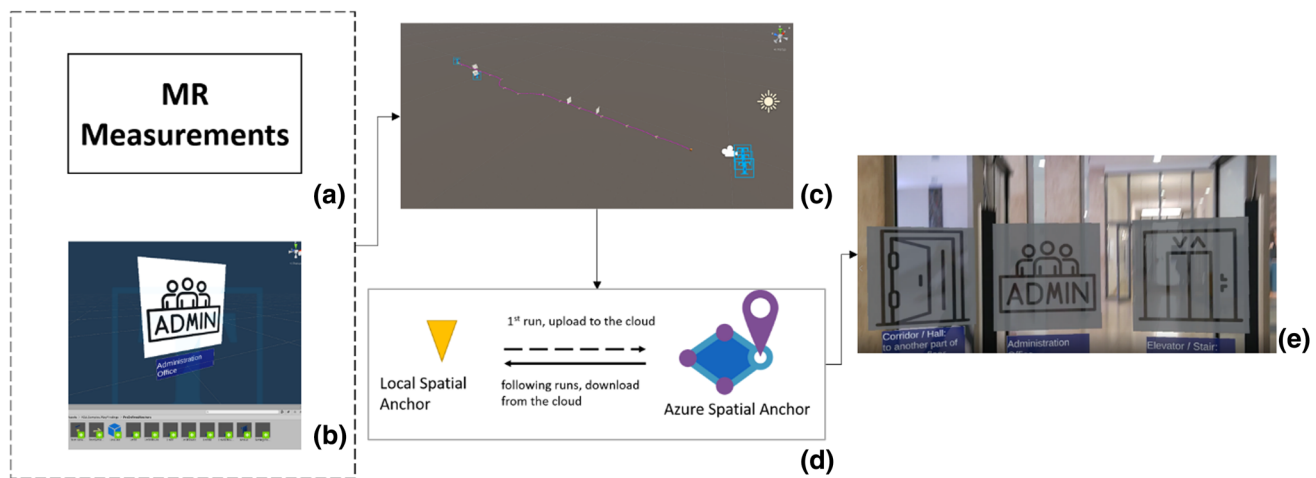 MR
Measurements
(a)
ADMIN
Administration
Office
(b)
(c)
1st run, upload to the cloud
Local Spatial
Anchor
following runs, download
from the cloud
Azure Spatial Anchor
(d)
ADMIN
Corridor / Hall:
to another part of
Administration
Elevator / Stair:
(e)